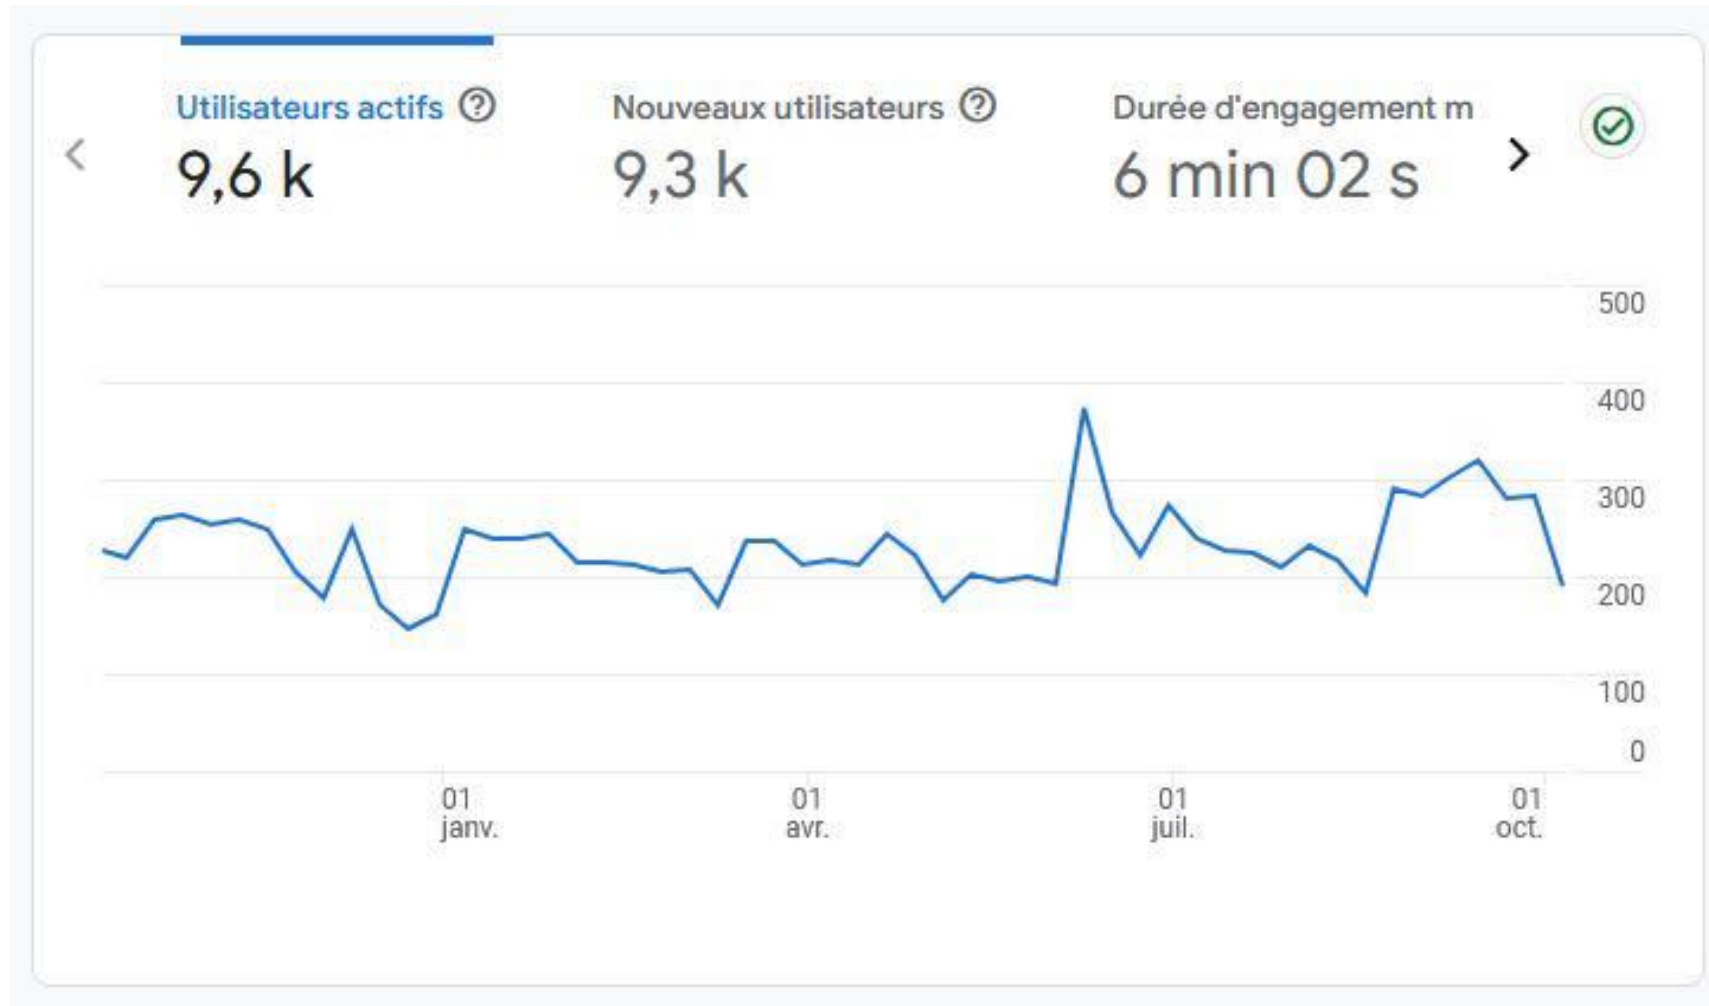 Utilisateurs actifs
9,6 k
Nouveaux utilisateurs
9,3 k
Durée d'engagement m
6 min 02 s
500
400
300
200
100
0
01
janv.
01
avr.
01
juil.
01
oct.